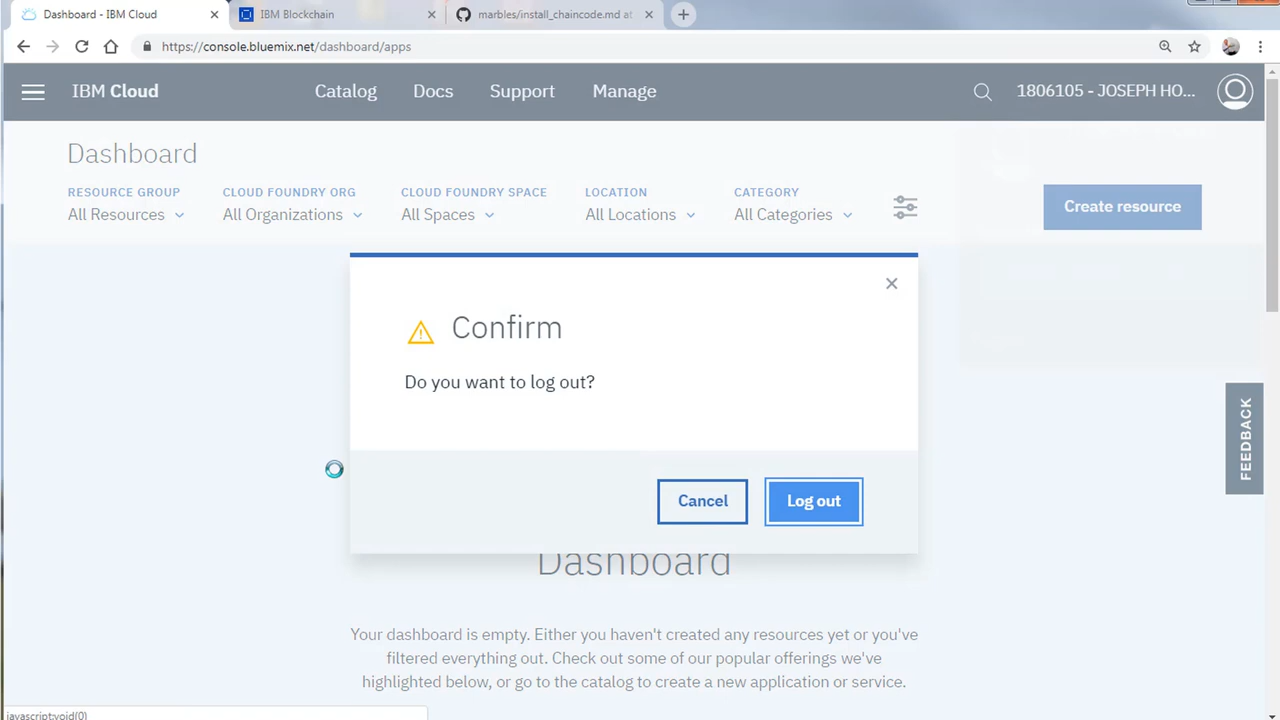 Dashboard - IBM Cloud
IBM Blockchain
marbles/install_chaincode.md at
https://console.bluemix.net/dashboard/apps
IBM Cloud
Catalog
Docs
Support
Manage
1806105 - JOSEPH HO...
Dashboard
RESOURCE GROUP
CLOUD FOUNDRY ORG
CLOUD FOUNDRY SPACE
LOCATION
CATEGORY
All Resources
All Organizations
All Spaces
All Locations
All Categories
Create resource
Confirm
Do you want to log out?
Cancel
Log out
FEEDBACK
Dashboard
Your dashboard is empty. Either you haven't created any resources yet or you've
filtered everything out. Check out some of our popular offerings we've
highlighted below, or go to the catalog to create a new application or service.
javascript:void(0)